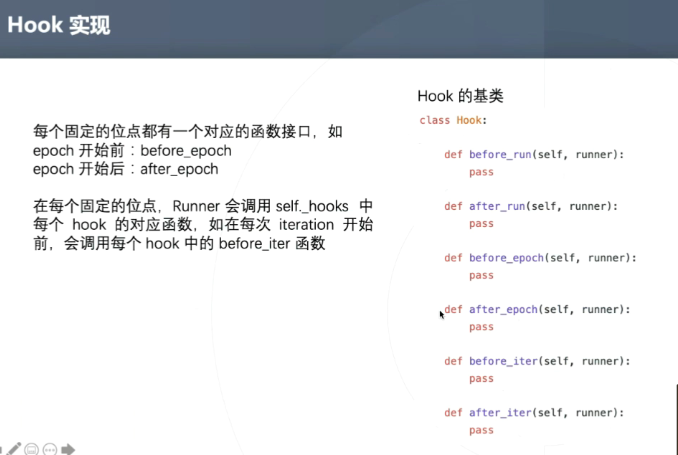 Hook 实现
每个固定的位点都有一个对应的函数接口，如
epoch 开始前：before_epoch
epoch 开始后：after_epoch
在每个固定的位点，Runner 会调用 self._hooks 中
每个 hook 的对应函数，如在每次 iteration 开始
前，会调用每个 hook 中的 before_iter 函数
Hook 的基类
class Hook:
def before_run(self, runner):
pass
def after_run(self, runner):
pass
def before_epoch(self, runner):
pass
def after_epoch(self, runner):
pass
def before_iter(self, runner):
pass
def after_iter(self, runner):
pass